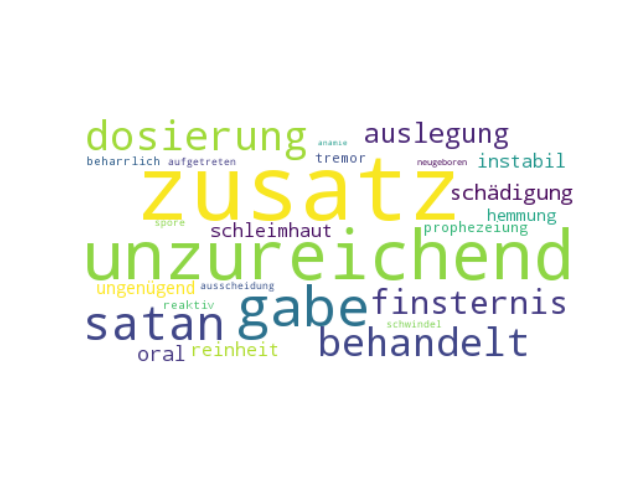 dosierung
anämie
auslegung
beharrlich
aufgetreten
tremor
neugeboren
instabil
zusatz
schädigung
hemmung
spore
schleimhaut
prophezeiung
unzureichend
ungenügend
ausscheidung
gabe
finsternis
reaktiv
satan
schwindel
behandelt
oral
reinheit